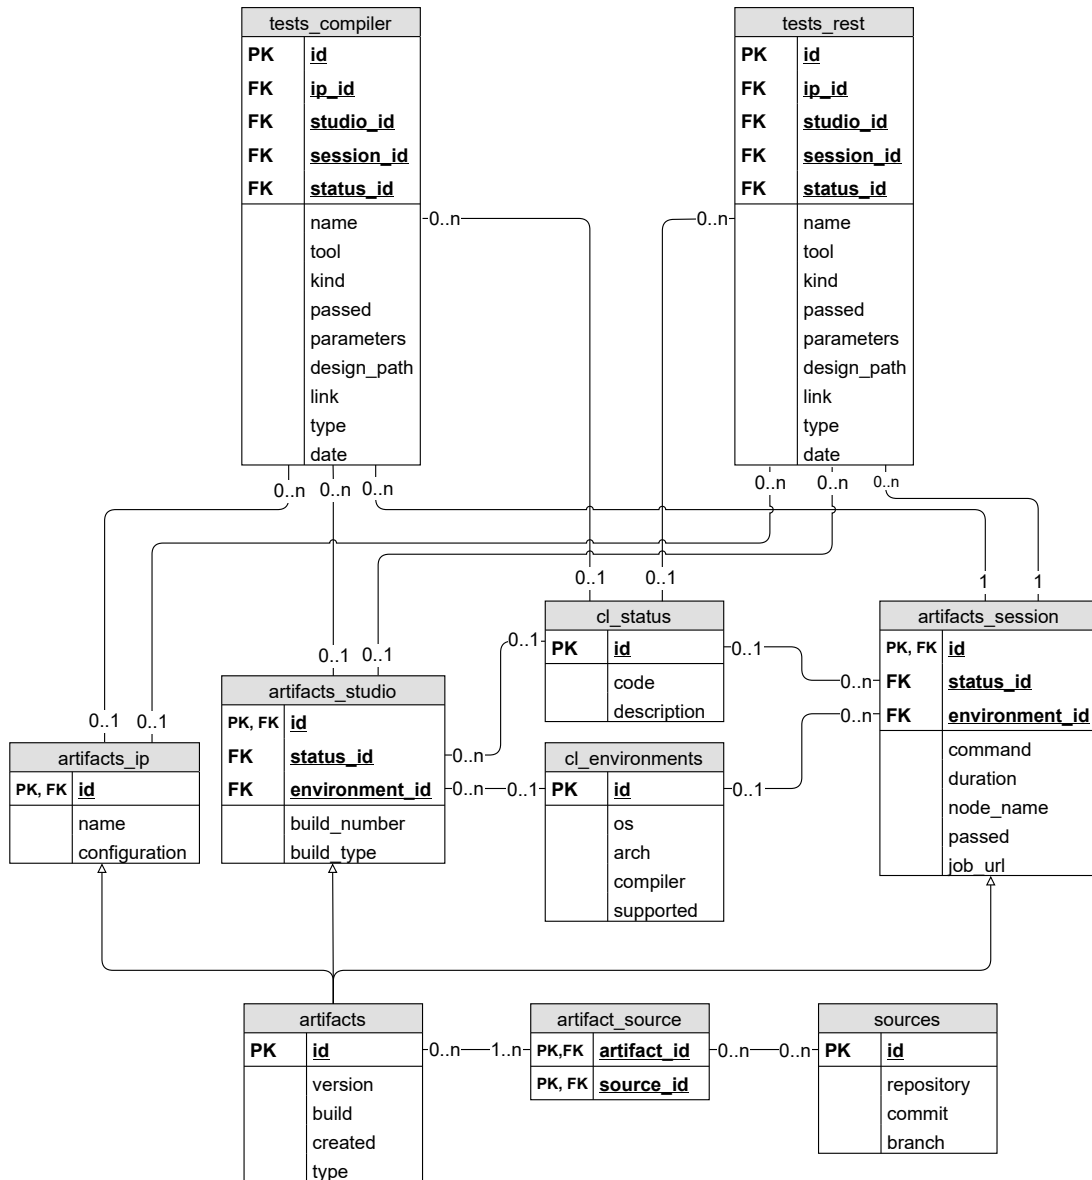 tests_compiler
PK id
FK ip_id
FK studio_id
FK session_id
FK status_id
name
tool
kind
passed
parameters
design_path
link
type
date
tests_rest
PK id
FK ip_id
FK studio_id
FK session_id
FK status_id
name
tool
kind
passed
parameters
design_path
link
type
date
0..n
0..n
0..n
0..n
0..n
0..n
0..n
0..n
0..1
0..1
1
1
0..1
0..1
0..1
0..1
cl_status
PK id
code
description
0..1
0..1
artifacts_session
PK, FK id
FK status_id
FK environment_id
command
duration
node_name
passed
job_url
0..n
0..n
artifacts_studio
PK, FK id
FK status_id
FK environment_id
build_number
build_type
0..n
0..n
0..1
artifacts_ip
PK, FK id
name
configuration
cl_environments
PK id
os
arch
compiler
supported
0..1
artifacts
PK id
version
build
created
type
0..n
1..n
artifact_source
PK,FK artifact_id
PK, FK source_id
0..n
0..n
sources
PK id
repository
commit
branch